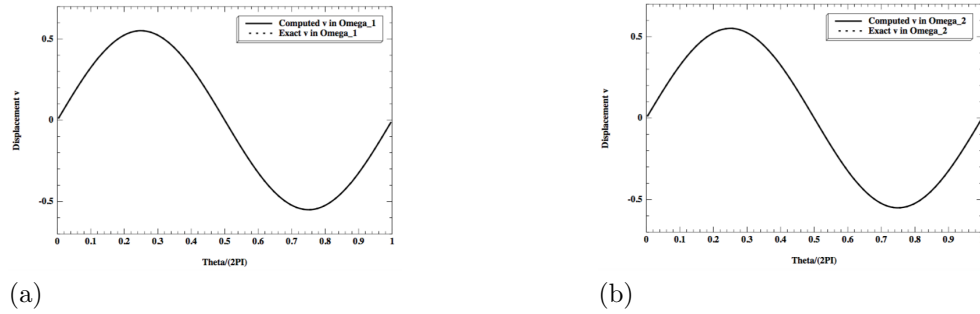 Computed v in Omega_1
Exact v in Omega_1
Displacement v
0.5
0
-0.5
0 0.1 0.2 0.3 0.4 0.5 0.6 0.7 0.8 0.9 1
Theta/(2PI)
(a)
Computed v in Omega_2
Exact v in Omega_2
Displacement v
0.5
0
-0.5
0 0.1 0.2 0.3 0.4 0.5 0.6 0.7 0.8 0.9
Theta/(2PI)
(b)